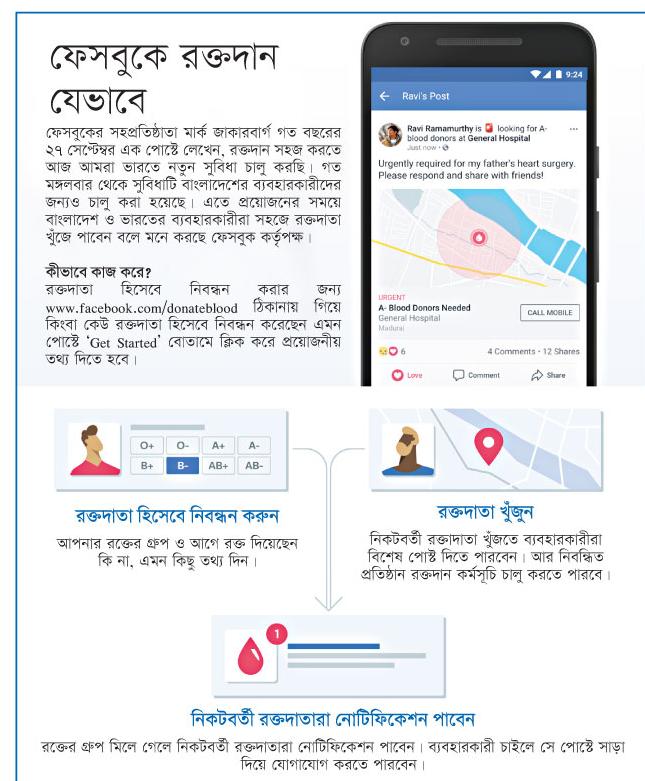 ফেসবুকে রক্তদান
যেভাবে
ফেসবুকের সহপ্রতিষ্ঠাতা মার্ক জাকারবার্গ গত বছরের
২৭ সেপ্টেম্বর এক পোস্টে লেখেন, রক্তদান সহজ করতে
আজ আমরা ভারতে নতুন সুবিধা চালু করছি। গত
মঙ্গলবার থেকে সুবিধাটি বাংলাদেশের ব্যবহারকারীদের
জন্যও চালু করা হয়েছে। এতে প্রয়োজনের সময়ে
বাংলাদেশ ও ভারতের ব্যবহারকারীরা সহজে রক্তদাতা
খুঁজে পাবেন বলে মনে করছে ফেসবুক কর্তৃপক্ষ।
কীভাবে কাজ করে?
রক্তদাতা হিসেবে নিবন্ধন করার জন্য
www.facebook.com/donateblood ঠিকানায় গিয়ে
কিংবা কেউ রক্তদাতা হিসেবে নিবন্ধন করেছেন এমন
পোস্টে ‘Get Started’ বোতামে ক্লিক করে প্রয়োজনীয়
তথ্য দিতে হবে।
9:24
Ravi's Post
Ravi Ramamurthy is looking for A-
blood donors at General Hospital
Just now
Urgently required for my father's heart surgery.
Please respond and share with friends!
URGENT
A- Blood Donors Needed
General Hospital
Madurai
CALL MOBILE
6
4 Comments • 12 Shares
Love Comment Share
O+ O- A+ A-
B+ B- AB+ AB-
রক্তদাতা হিসেবে নিবন্ধন করুন
আপনার রক্তের গ্রুপ ও আগে রক্ত দিয়েছেন
কি না, এমন কিছু তথ্য দিন।
রক্তদাতা খুঁজুন
নিকটবর্তী রক্তাদাতা খুঁজতে ব্যবহারকারীরা
বিশেষ পোস্ট দিতে পারবেন। আর নিবন্ধিত
প্রতিষ্ঠান রক্তদান কর্মসূচি চালু করতে পারবে।
1
নিকটবর্তী রক্তদাতারা নোটিফিকেশন পাবেন
রক্তের গ্রুপ মিলে গেলে নিকটবর্তী রক্তদাতারা নোটিফিকেশন পাবেন। ব্যবহারকারী চাইলে সে পোস্টে সাড়া
দিয়ে যোগাযোগ করতে পারবেন।